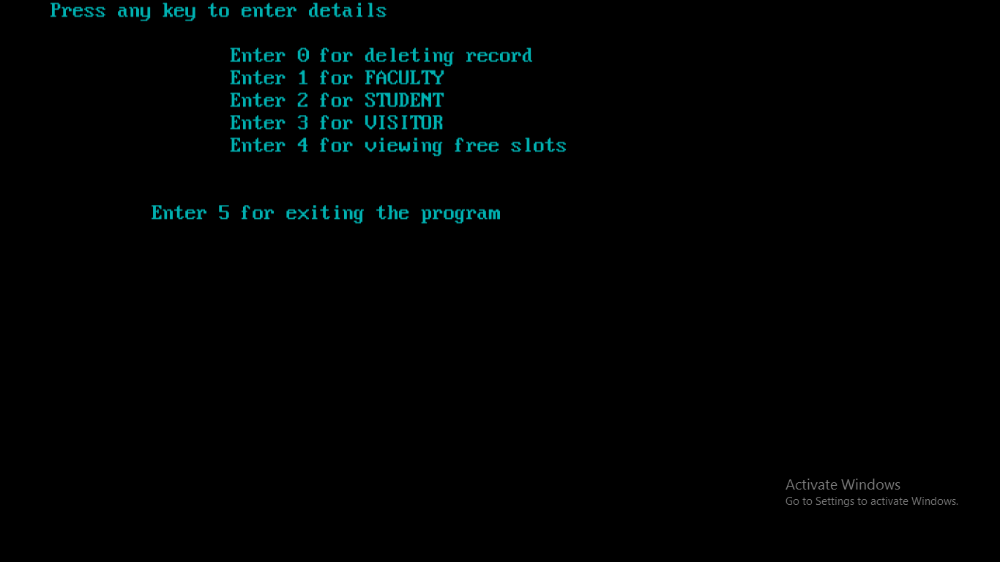 Press any key to enter details
Enter 0 for deleting record
Enter 1 for FACULTY
Enter 2 for STUDENT
Enter 3 for VISITOR
Enter 4 for viewing free slots
Enter 5 for exiting the program
Activate Windows
Go to Settings to activate Windows.